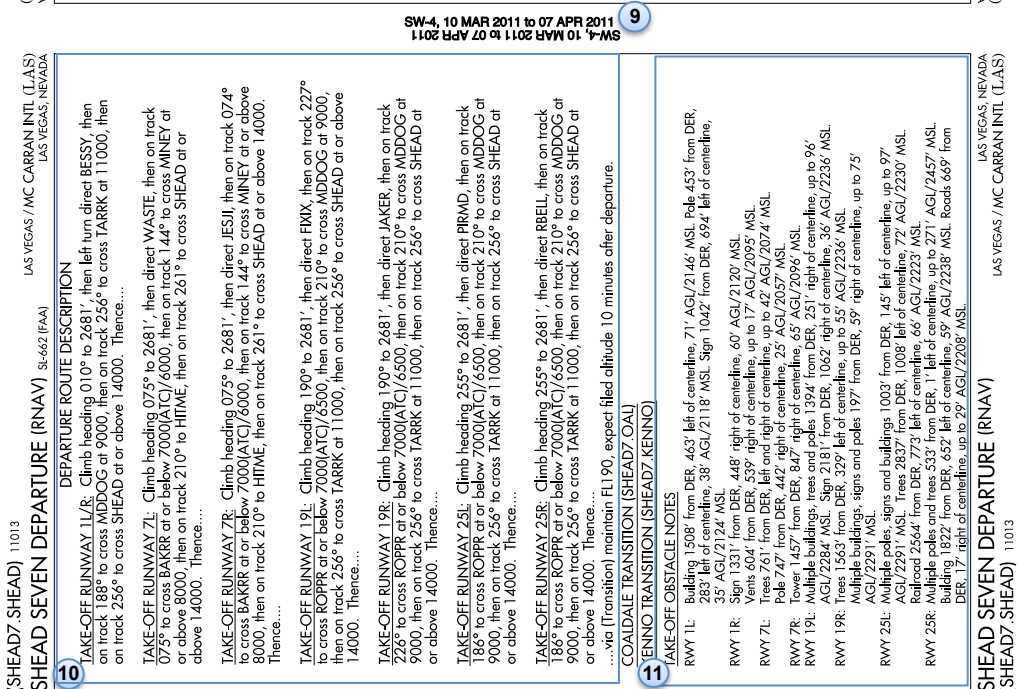 SW-4, 10 MAR 2011 to 07 APR 2011
9
SW-4, 10 MAR 2011 to 07 APR 2011
(SHEAD7.SHEAD) 11013
SHEAD SEVEN DEPARTURE (RNAV) SL-662 (FAA)
LAS VEGAS / MC CARRAN INTL (LAS)
LAS VEGAS, NEVADA
DEPARTURE ROUTE DESCRIPTION
TAKE-OFF RUNWAY 1L/R: Climb heading 010° to 2681', then left turn direct BESSY, then
on track 188° to cross MDDOG at 9000, then on track 256° to cross TARRK at 11000, then
on track 256° to cross SHEAD at or above 14000. Thence....
TAKE-OFF RUNWAY 7L: Climb heading 075° to 2681', then direct WASTE, then on track
075° to cross BAKRR at or below 7000(ATC)/6000, then on track 144° to cross MINEY at
or above 8000, then on track 210° to HITME, then on track 261° to cross SHEAD at or
above 14000. Thence....
TAKE-OFF RUNWAY 7R: Climb heading 075° to 2681', then direct JESJI, then on track 074°
to cross BAKRR at or below 7000(ATC)/6000, then on track 144° to cross MINEY at or above
8000, then on track 210° to HITME, then on track 261° to cross SHEAD at or above 14000.
Thence....
TAKE-OFF RUNWAY 19L: Climb heading 190° to 2681', then direct FIXIX, then on track 227°
to cross ROPPR at or below 7000(ATC)/6500, then on track 210° to cross MDDOG at 9000,
then on track 256° to cross TARRK at 11000, then on track 256° to cross SHEAD at or above
14000. Thence....
TAKE-OFF RUNWAY 19R: Climb heading 190° to 2681', then direct JAKER, then on track
226° to cross ROPPR at or below 7000(ATC)/6500, then on track 210° to cross MDDOG at
9000, then on track 256° to cross TARRK at 11000, then on track 256° to cross SHEAD at
or above 14000. Thence....
TAKE-OFF RUNWAY 25L: Climb heading 255° to 2681', then direct PIRMD, then on track
186° to cross ROPPR at or below 7000(ATC)/6500, then on track 210° to cross MDDOG at
9000, then on track 256° to cross TARRK at 11000, then on track 256° to cross SHEAD at
or above 14000. Thence....
TAKE-OFF RUNWAY 25R: Climb heading 255° to 2681', then direct RBELL, then on track
186° to cross ROPPR at or below 7000(ATC)/6500, then on track 210° to cross MDDOG at
9000, then on track 256° to cross TARRK at 11000, then on track 256° to cross SHEAD at
or above 14000. Thence....
....via (Transition) maintain FL190, expect filed altitude 10 minutes after departure.
10
COALDALE TRANSITION (SHEAD7.OAL)
KENNO TRANSITION (SHEAD7.KENNO)
11
TAKE-OFF OBSTACLE NOTES
RWY 1L: Building 1508' from DER, 463' left of centerline, 71' AGL/2146' MSL. Pole 453' from DER,
283' left of centerline, 38' AGL/2118' MSL. Sign 1042' from DER, 694' left of centerline,
35' AGL/2124' MSL.
RWY 1R: Sign 1331' from DER, 448' right of centerline, 60' AGL/2120' MSL.
Vents 604' from DER, 539' right of centerline, up to 17' AGL/2095' MSL.
RWY 7L: Trees 761' from DER, left and right of centerline, up to 42' AGL/2074' MSL.
Pole 747' from DER, 442' right of centerline, 25' AGL/2057' MSL.
RWY 7R: Tower 1457' from DER, 847' right of centerline, 65' AGL/2096' MSL.
RWY 19L: Multiple buildings, trees and poles 1394' from DER, 251' right of centerline, up to 96'
AGL/2284' MSL. Sign 2181' from DER, 1062' right of centerline, 36' AGL/2236' MSL.
RWY 19R: Trees 1563' from DER, 329' left of centerline, up to 55' AGL/2236' MSL.
Multiple buildings, signs and poles 197' from DER, 59' right of centerline, up to 75'
AGL/2291' MSL.
RWY 25L: Multiple poles, signs and buildings 1003' from DER, 145' left of centerline, up to 97'
AGL/2291' MSL. Trees 2837' from DER, 1008' left of centerline, 72' AGL/2230' MSL.
Railroad 2564' from DER, 773' left of centerline, 66' AGL/2223' MSL.
RWY 25R: Multiple poles and trees 533' from DER, 1' left of centerline, up to 271' AGL/2457' MSL.
Building 1822' from DER, 652' left of centerline, 59' AGL/2238' MSL. Roads 669' from
DER, 17' right of centerline, up to 29' AGL/2208' MSL.
SHEAD SEVEN DEPARTURE (RNAV)
(SHEAD7.SHEAD) 11013
LAS VEGAS, NEVADA
LAS VEGAS / MC CARRAN INTL (LAS)